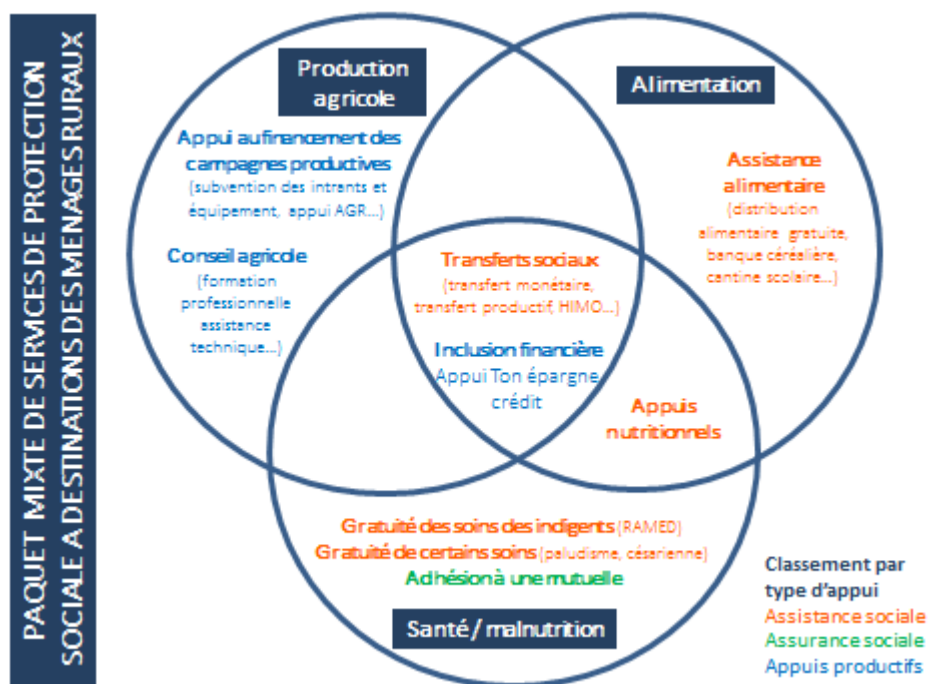 PAQUET MIXTE DE SERVICES DE PROTECTION
SOCIALE A DESTINATIONS DES MENAGES RURAUX
Production
agricole
Alimentation
Appui au financement des
campagnes productives
(subvention des intrants et
équipement, appui AGR...)
Conseil agricole
(formation
professionnelle
assistance
technique...)
Assistance
alimentaire
(distribution
alimentaire gratuite,
banque céréalière,
cantine scolaire...)
Transferts sociaux
(transfert monétaire,
transfert productif, HIMO...)
Inclusion financière
Appui Ton épargne,
crédit
Appuis
nutritionnels
Gratuité des soins des indigents (RAMED)
Gratuité de certains soins (paludisme, césarienne)
Adhésion à une mutuelle
Santé / malnutrition
Classement par
type d'appui
Assistance sociale
Assurance sociale
Appuis productifs